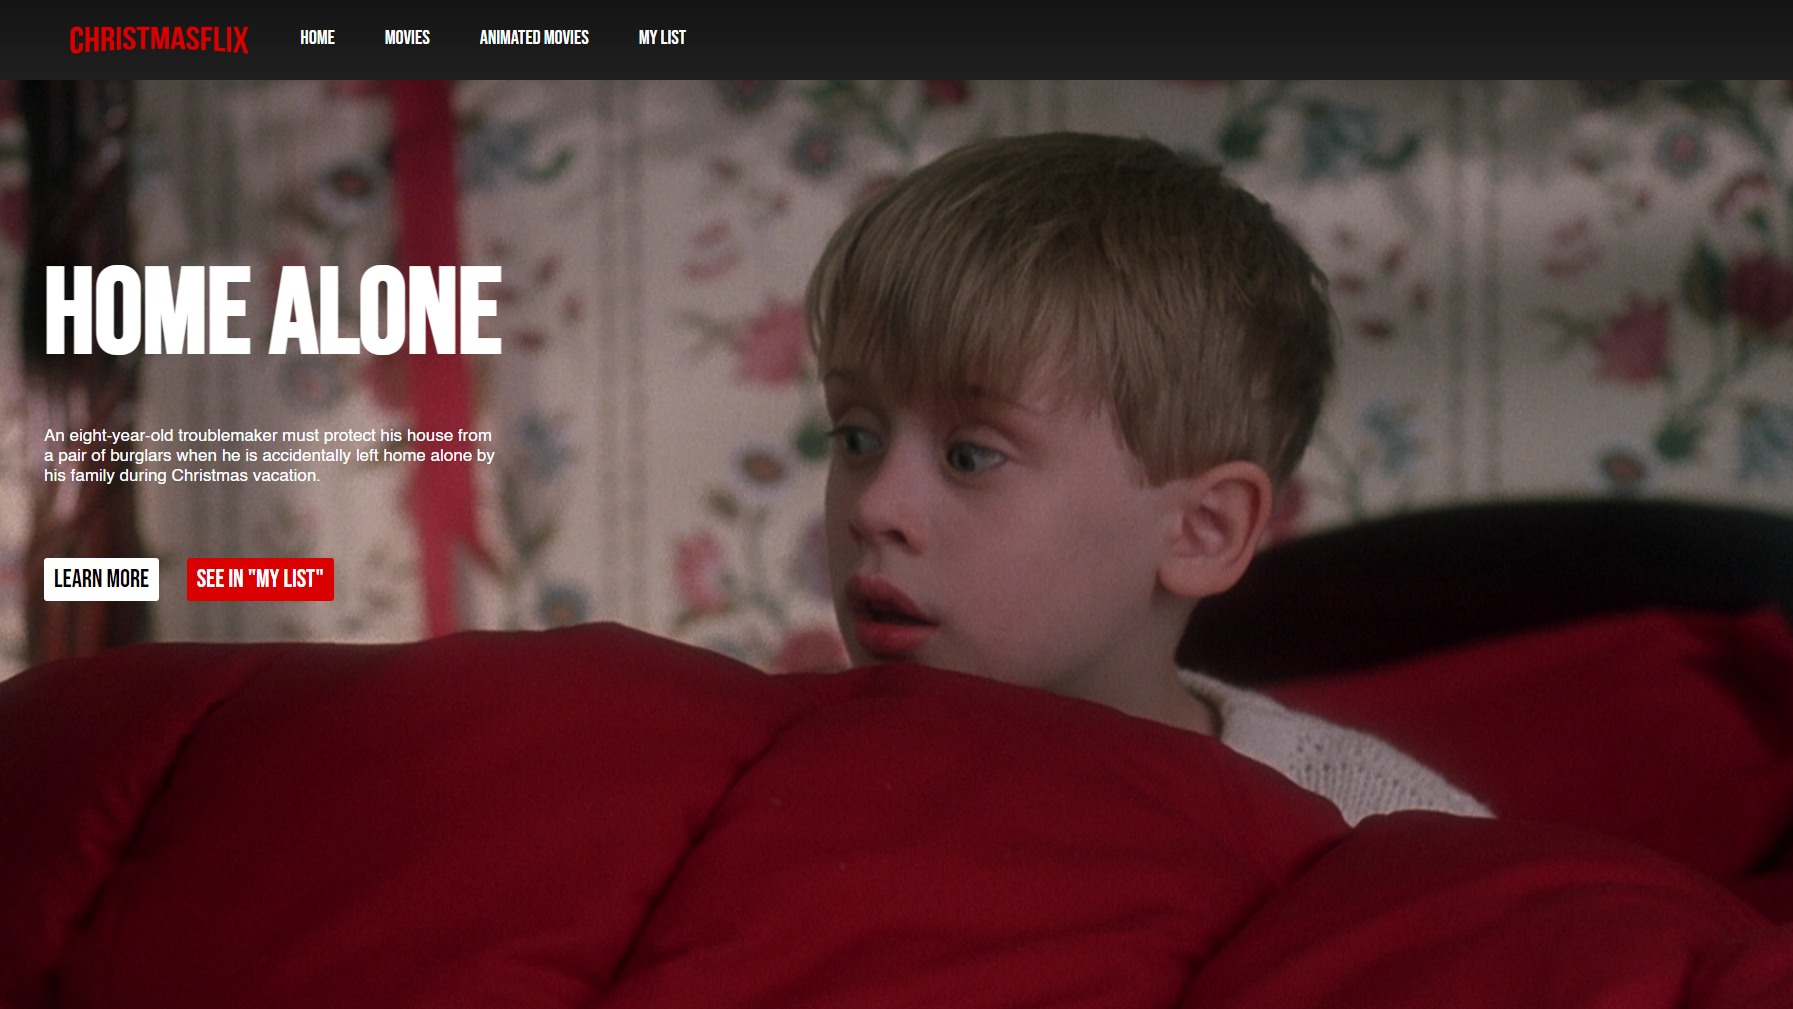 CHRISTMASFLIX
HOME
MOVIES
ANIMATED MOVIES
MY LIST
HOME ALONE
An eight-year-old troublemaker must protect his house from
a pair of burglars when he is accidentally left home alone by
his family during Christmas vacation.
LEARN MORE
SEE IN "MY LIST"